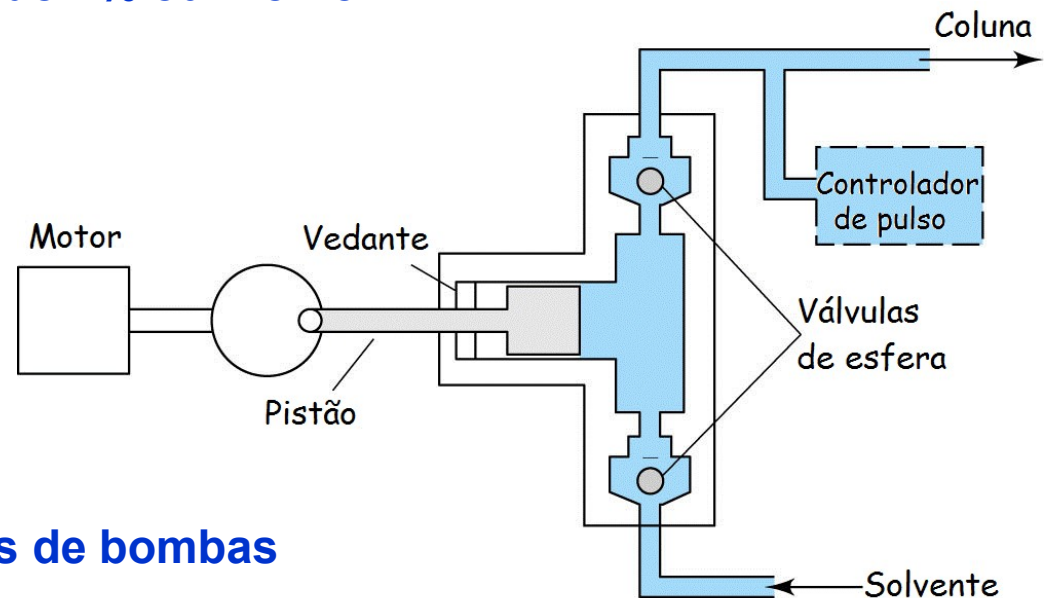 Coluna
Controlador
de pulso
Motor
Vedante
Válvulas
de esfera
Pistão
s de bombas
Solvente